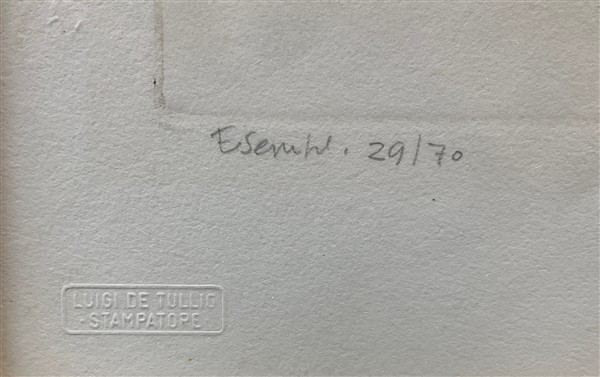 Esempl. 29/70
LUIGI DE TULLIO
-STAMPATORE